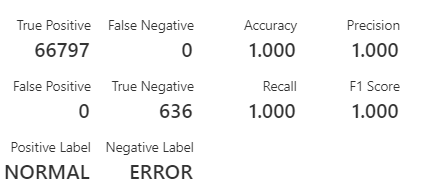 True Positive False Negative Accuracy Precision
66797 0 1.000 1.000
False Positive True Negative Recall F1 Score
0 636 1.000 1.000
Positive Label Negative Label
NORMAL ERROR